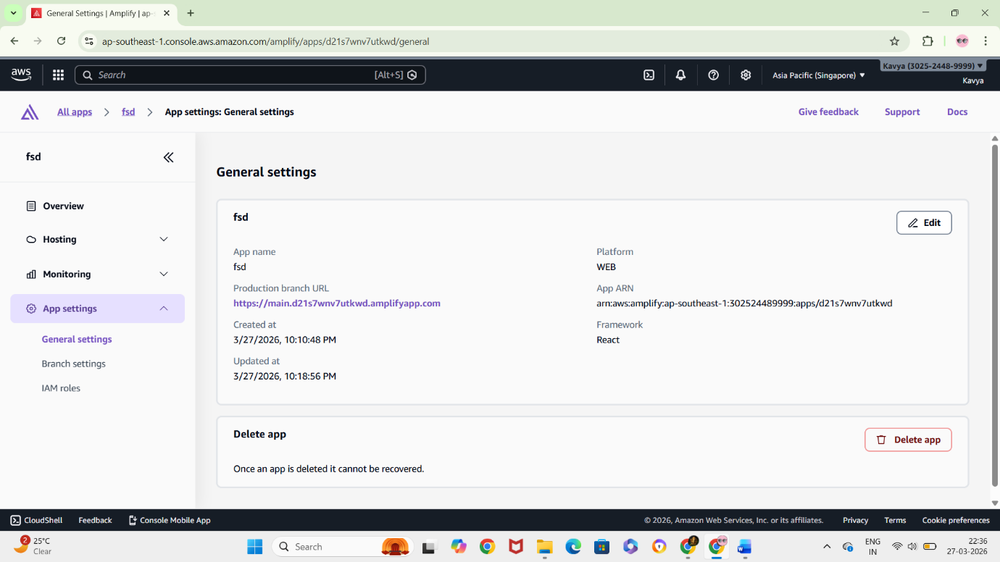 General Settings | Amplify | ap-s
ap-southeast-1.console.aws.amazon.com/amplify/apps/d21s7wnv7utkwd/general
aws
Search
[Alt+S]
Asia Pacific (Singapore) ▼
Kavya (3025-2448-9999) ▼
Kavya
All apps
fsd
App settings: General settings
Give feedback
Support
Docs
fsd
Overview
Hosting
Monitoring
App settings
General settings
Branch settings
IAM roles
General settings
fsd
Edit
App name
fsd
Platform
WEB
Production branch URL
https://main.d21s7wnv7utkwd.amplifyapp.com
App ARN
arn:aws:amplify:ap-southeast-1:302524489999:apps/d21s7wnv7utkwd
Created at
3/27/2026, 10:10:48 PM
Framework
React
Updated at
3/27/2026, 10:18:56 PM
Delete app
Delete app
Once an app is deleted it cannot be recovered.
CloudShell
Feedback
Console Mobile App
© 2026, Amazon Web Services, Inc. or its affiliates.
Privacy
Terms
Cookie preferences
2
25°C
Clear
Search
ENG
IN
22:36
27-03-2026